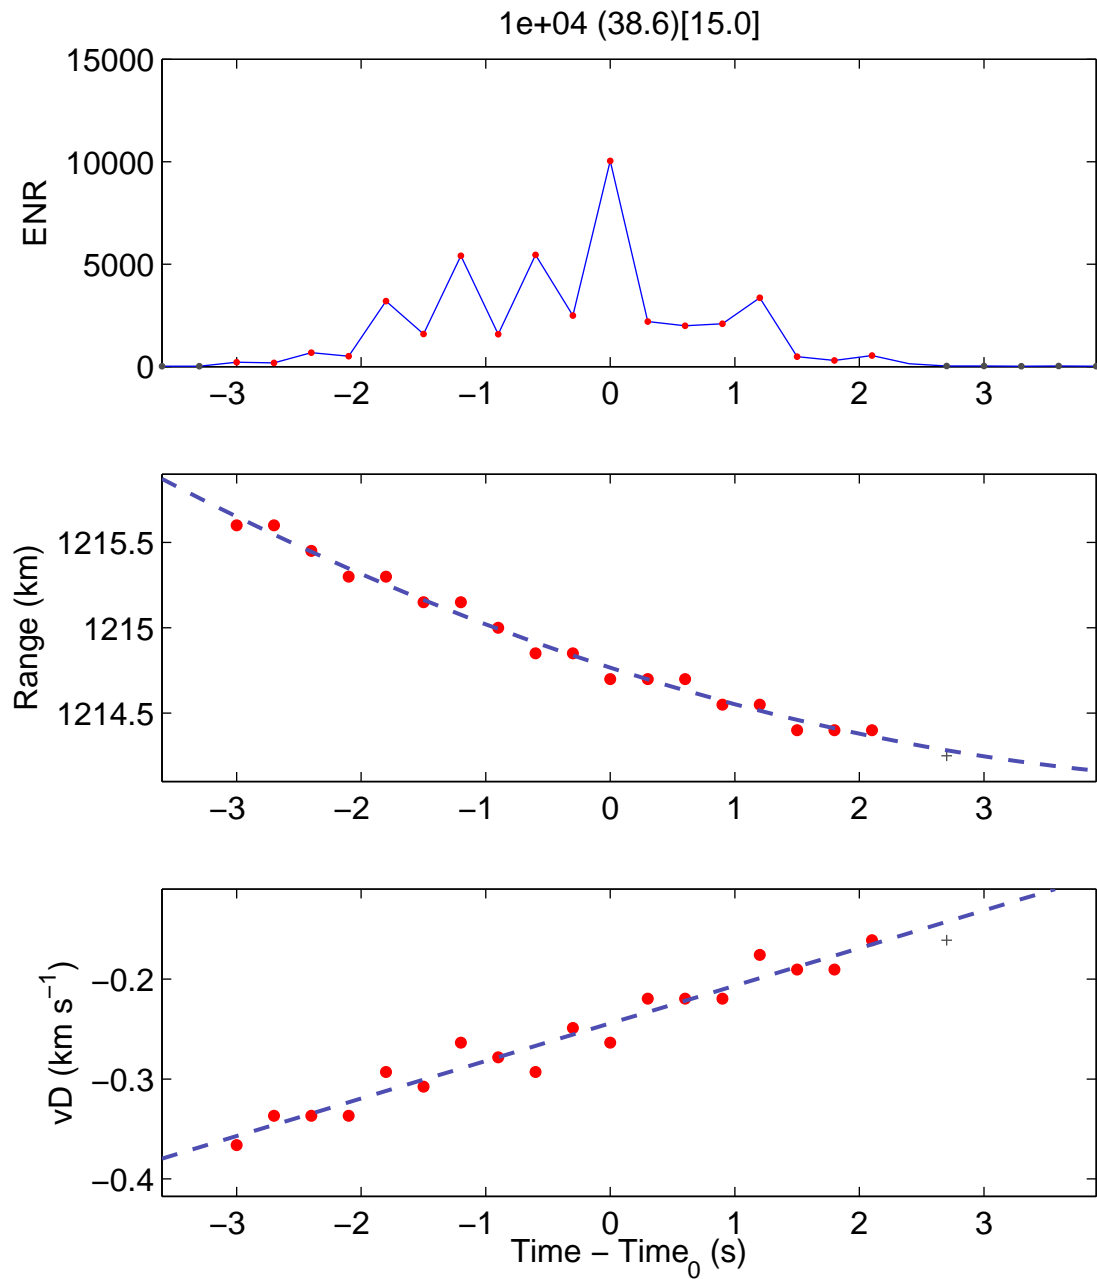 1e+04 (38.6)[15.0]
15000
10000
5000
0
ENR
−3 −2 −1 0 1 2 3
1215.5
1215
1214.5
Range (km)
−3 −2 −1 0 1 2 3
−0.2
−0.3
−0.4
vD (km s−1)
−3 −2 −1 0 1 2 3
Time − Time0 (s)